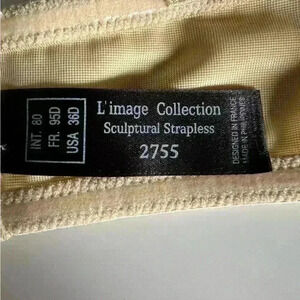 INT. 80
FR. 95D
USA 36D
L'image Collection
Sculptural Strapless
2755
DESIGNED IN FRANCE
MADE IN PHILIPPINES